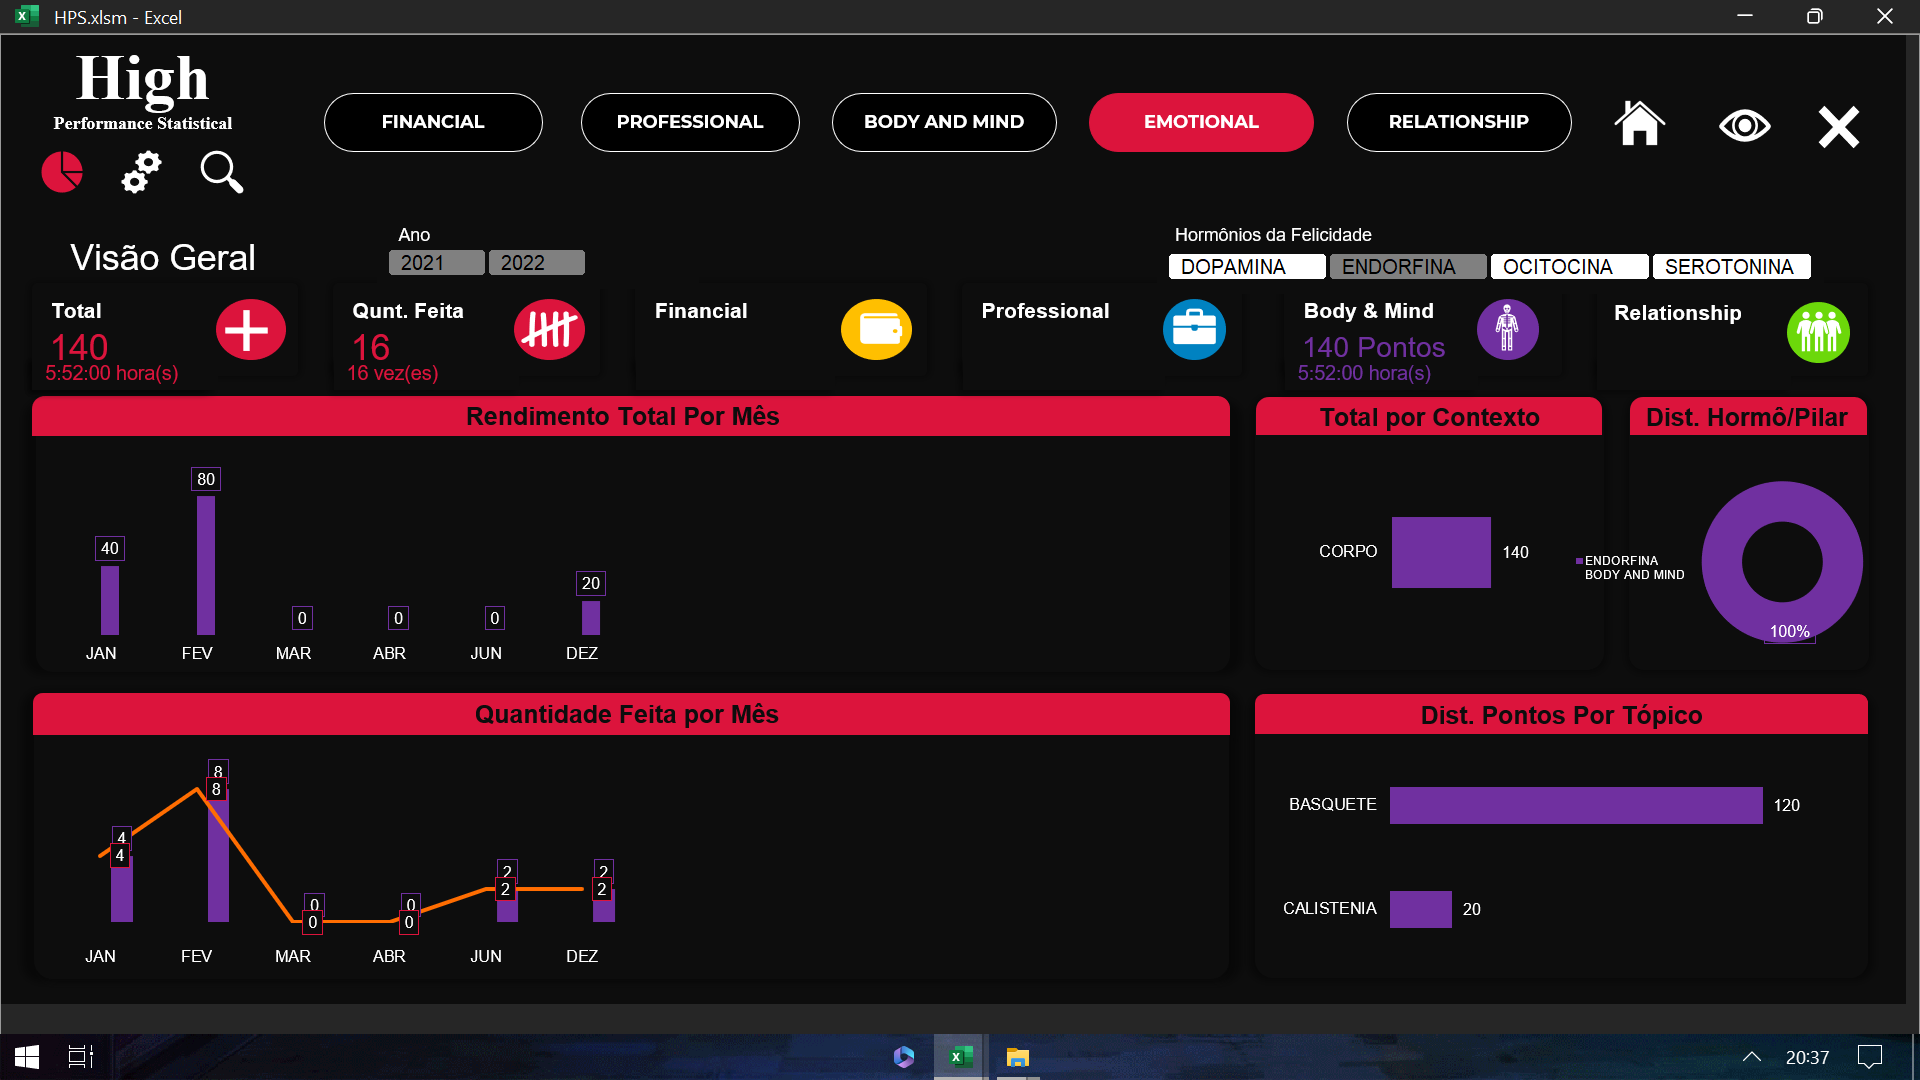 HPS.xlsm - Excel
High
Performance Statistical
FINANCIAL
PROFESSIONAL
BODY AND MIND
EMOTIONAL
RELATIONSHIP
Visão Geral
Ano
2021 2022
Hormônios da Felicidade
DOPAMINA ENDORFINA OCITOCINA SEROTONINA
Total
140
5:52:00 hora(s)
Qunt. Feita
16
16 vez(es)
Financial
Professional
Body & Mind
140 Pontos
5:52:00 hora(s)
Relationship
Rendimento Total Por Mês
40 80 0 0 0 20
JAN FEV MAR ABR JUN DEZ
Total por Contexto
CORPO 140
Dist. Hormô/Pilar
ENDORFINA
BODY AND MIND
100%
Quantidade Feita por Mês
4 8 0 0 2 2
4 8 0 0 2 2
JAN FEV MAR ABR JUN DEZ
Dist. Pontos Por Tópico
BASQUETE 120
CALISTENIA 20
20:37